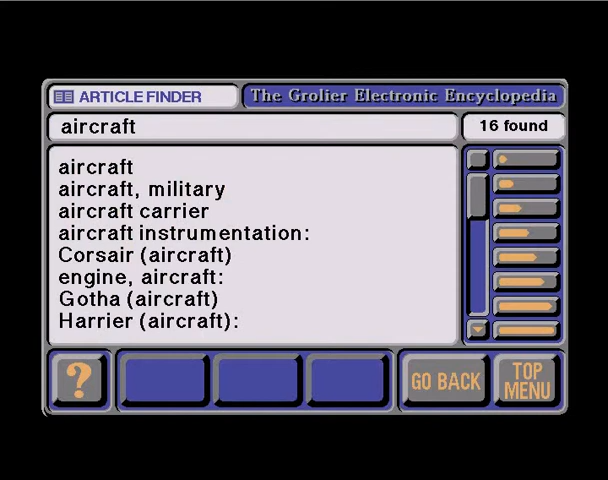 ARTICLE FINDER
The Grolier Electronic Encyclopedia
aircraft
16 found
aircraft
aircraft, military
aircraft carrier
aircraft instrumentation:
Corsair (aircraft)
engine, aircraft:
Gotha (aircraft)
Harrier (aircraft):
?
GO BACK
TOP
MENU